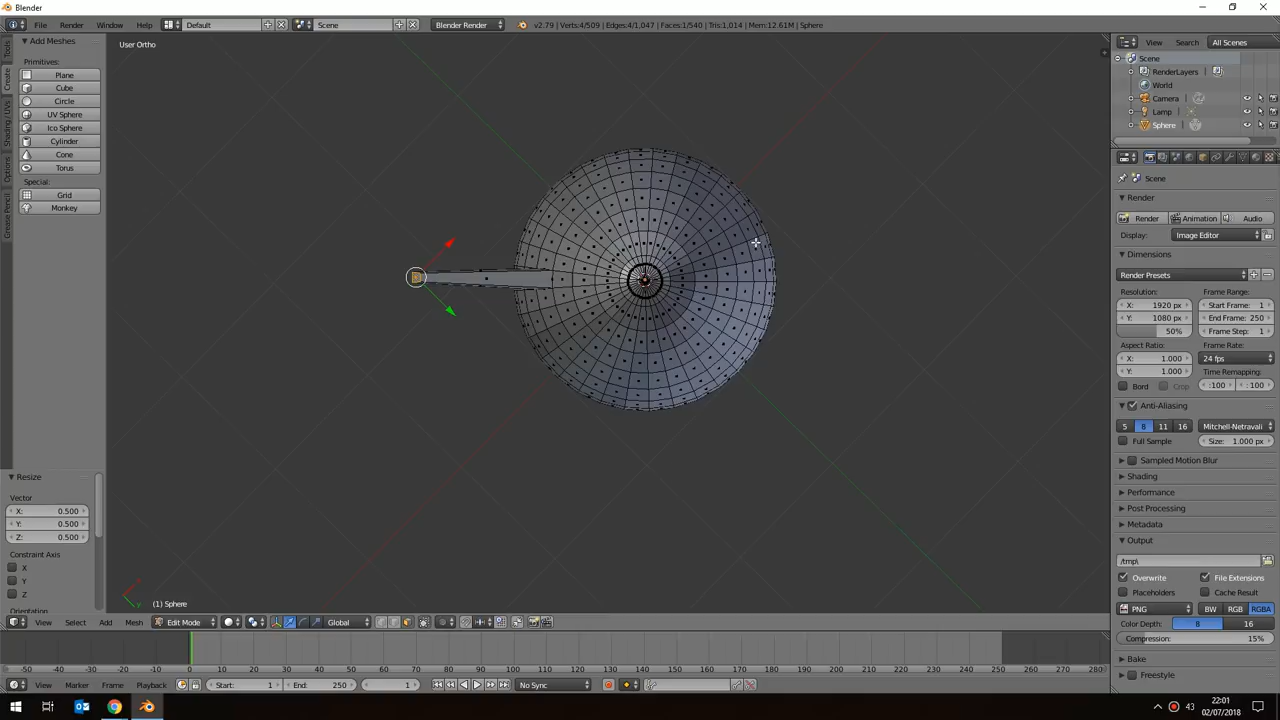 Blender
File Render Window Help Default Scene Blender Render v2.79 | Verts:4/509 | Edges:4/1,047 | Faces:1/540 | Tris:1,014 | Mem:12.61M | Sphere
View Search All Scenes
Add Meshes
User Ortho
Primitives:
Plane
Cube
Circle
UV Sphere
Ico Sphere
Cylinder
Cone
Torus
Special:
Grid
Monkey
Tools
Create
Shading / UVs
Options
Grease Pencil
Scene
RenderLayers
World
Camera
Lamp
Sphere
Scene
Render
Render Animation Audio
Display: Image Editor
Dimensions
Render Presets
Resolution: Frame Range:
X: 1920 px Start Frame: 1
Y: 1080 px End Frame: 250
50% Frame Step: 1
Aspect Ratio: Frame Rate:
X: 1.000 24 fps
Y: 1.000 Time Remapping:
Bord Crop :100 : 100
Anti-Aliasing
5 8 11 16 Mitchell-Netravali
Full Sample Size: 1.000 px
Sampled Motion Blur
Shading
Performance
Post Processing
Metadata
Output
/tmp\
Overwrite File Extensions
Placeholders Cache Result
PNG BW RGB RGBA
Color Depth: 8 16
Compression: 15%
Bake
Freestyle
Resize
Vector
X: 0.500
Y: 0.500
Z: 0.500
Constraint Axis
X
Y
Z
Orientation
(1) Sphere
View Select Add Mesh Edit Mode Global
-50 -40 -30 -20 -10 0 10 20 30 40 50 60 70 80 90 100 110 120 130 140 150 160 170 180 190 200 210 220 230 240 250 260 270 280
View Marker Frame Playback Start: 1 End: 250 1 No Sync
43
22:01
02/07/2018